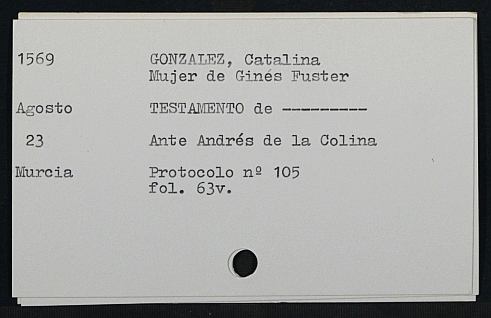 1569 GONZALEZ, Catalina
Mujer de Ginés Fuster
Agosto TESTAMENTO de ---------
23 Ante Andrés de la Colina
Murcia Protocolo nº 105
fol. 63v.